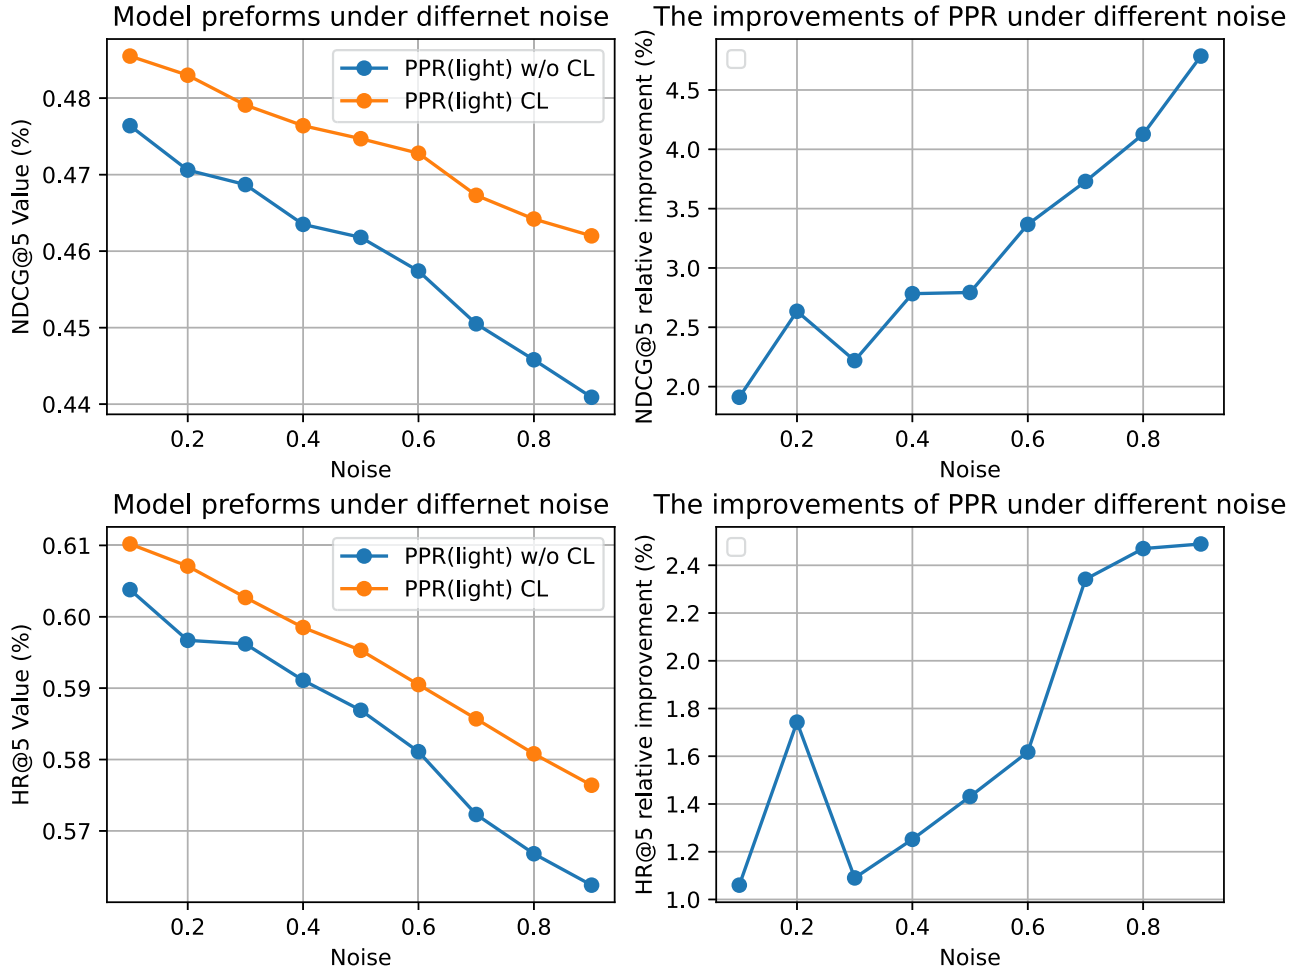 Model preforms under differnet noise
NDCG@5 Value (%)
0.48
0.47
0.46
0.45
0.44
PPR(light) w/o CL
PPR(light) CL
0.2 0.4 0.6 0.8
Noise
The improvements of PPR under different noise
NDCG@5 relative improvement (%)
4.5
4.0
3.5
3.0
2.5
2.0
0.2 0.4 0.6 0.8
Noise
Model preforms under differnet noise
HR@5 Value (%)
0.61
0.60
0.59
0.58
0.57
PPR(light) w/o CL
PPR(light) CL
0.2 0.4 0.6 0.8
Noise
The improvements of PPR under different noise
HR@5 relative improvement (%)
2.4
2.2
2.0
1.8
1.6
1.4
1.2
1.0
0.2 0.4 0.6 0.8
Noise